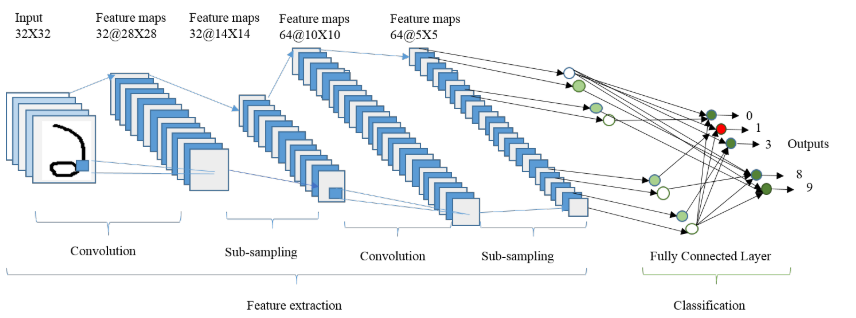 Input
32X32
Feature maps
32@28X28
Feature maps
32@14X14
Feature maps
64@10X10
Feature maps
64@5X5
0
1
3
Outputs
8
9
Convolution
Sub-sampling
Convolution
Sub-sampling
Fully Connected Layer
Feature extraction
Classification